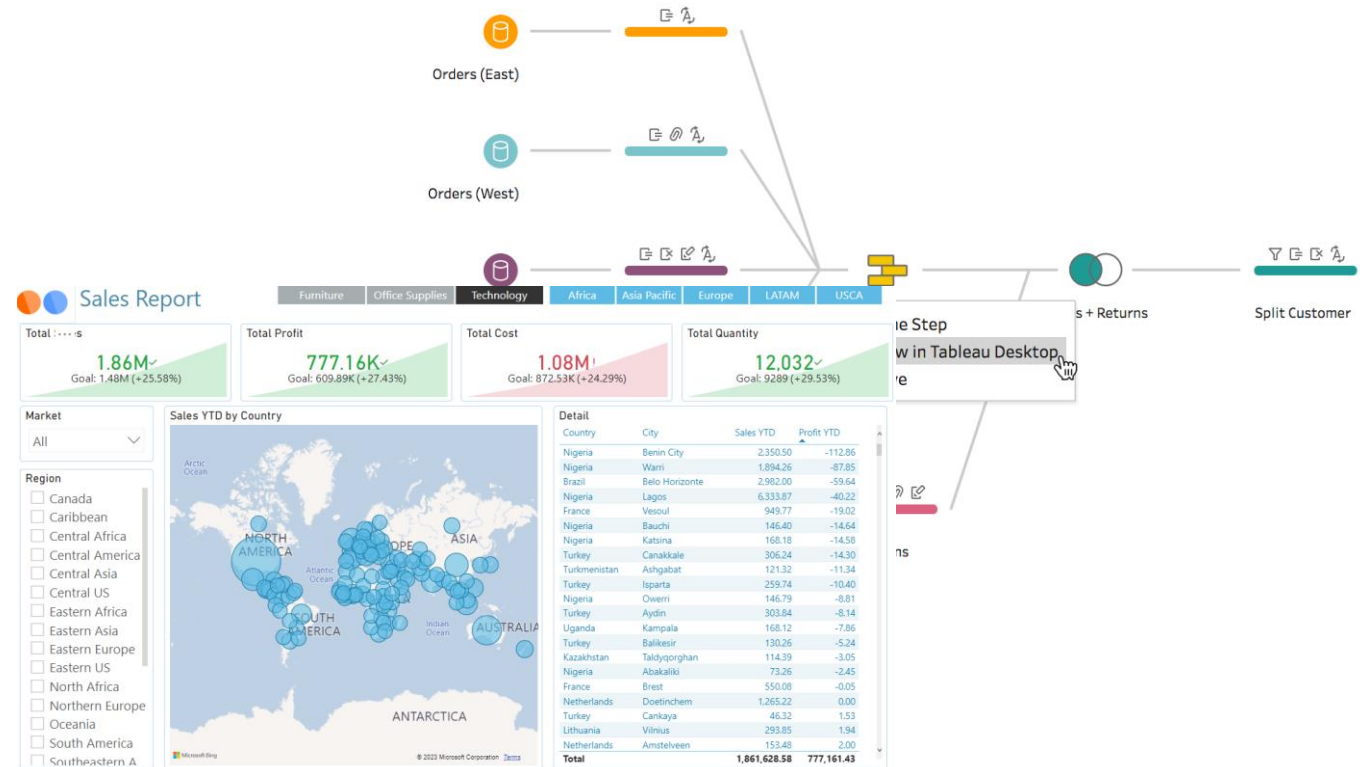 Orders (East)
Orders (West)
Sales Report
Furniture Office Supplies Technology Africa Asia Pacific Europe LATAM USCA
s + Returns
Split Customer
ue Step
w in Tableau Desktop
ve
ns
Total
1.86M
Goal: 1.48M (+25.58%)
Total Profit
777.16K
Goal: 609.89K (+27.43%)
Total Cost
1.08M!
Goal: 872.53K (+24.29%)
Total Quantity
12,032
Goal: 9289 (+29.53%)
Market
All
Region
Canada
Caribbean
Central Africa
Central America
Central Asia
Central US
Eastern Africa
Eastern Asia
Eastern Europe
Eastern US
North Africa
Northern Europe
Oceania
South America
Southeastern A
Sales YTD by Country
Arctic
Ocean
NORTH
AMERICA
OPE
ASIA
Atlantic
Ocean
SOUTH
AMERICA
Indian
Ocean
AUSTRALIA
ANTARCTICA
Microsoft Bing
© 2023 Microsoft Corporation Terms
Detail
Country City Sales YTD Profit YTD
Nigeria Benin City 2,350.50 -112.86
Nigeria Warri 1,894.26 -87.85
Brazil Belo Horizonte 2,982.00 -59.64
Nigeria Lagos 6,333.87 -40.22
France Vesoul 949.77 -19.02
Nigeria Bauchi 146.40 -14.64
Nigeria Katsina 168.18 -14.58
Turkey Canakkale 306.24 -14.30
Turkmenistan Ashgabat 121.32 -11.34
Turkey Isparta 259.74 -10.40
Nigeria Owerri 146.79 -8.81
Turkey Aydin 303.84 -8.14
Uganda Kampala 168.12 -7.86
Turkey Balikesir 130.26 -5.24
Kazakhstan Taldyqorghan 114.39 -3.05
Nigeria Abakaliki 73.26 -2.45
France Brest 550.08 -0.05
Netherlands Doetinchem 1,265.22 0.00
Turkey Cankaya 46.32 1.53
Lithuania Vilnius 293.85 1.94
Netherlands Amstelveen 153.48 2.00
Total 1,861,628.58 777,161.43